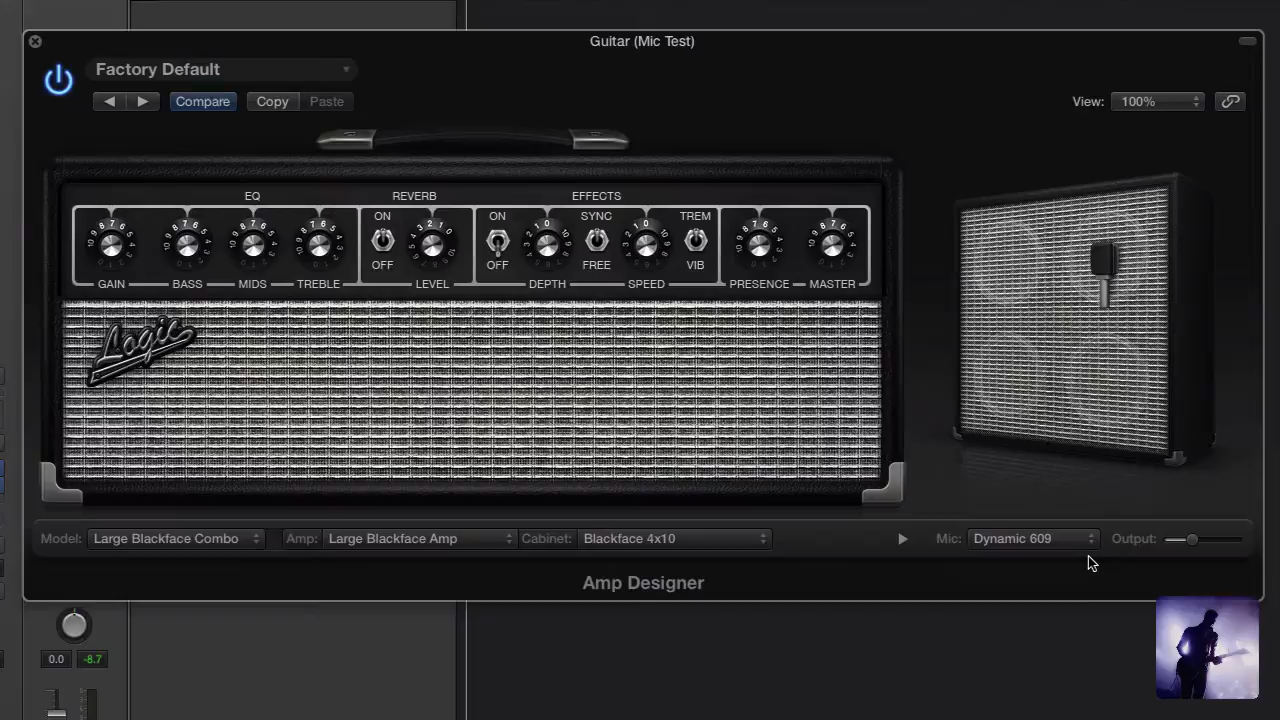 Guitar (Mic Test)
Factory Default
Compare Copy Paste
View: 100%
EQ REVERB EFFECTS
ON ON SYNC TREM
OFF OFF FREE VIB
GAIN BASS MIDS TREBLE LEVEL DEPTH SPEED PRESENCE MASTER
Logic
Model: Large Blackface Combo Amp: Large Blackface Amp Cabinet: Blackface 4x10 Mic: Dynamic 609 Output:
Amp Designer
0.0 -8.7